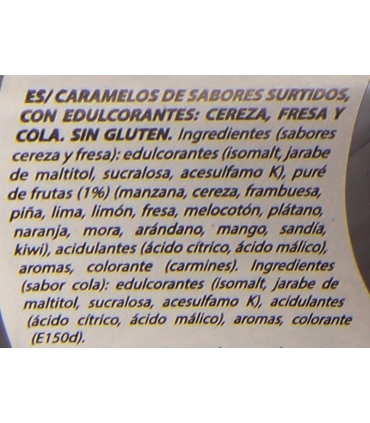 ES/ CARAMELOS DE SABORES SURTIDOS,
CON EDULCORANTES: CEREZA, FRESA Y
COLA. SIN GLUTEN. Ingredientes (sabores
cereza y fresa): edulcorantes (isomalt, jarabe
de maltitol, sucralosa, acesulfamo K), puré
de frutas (1%) (manzana, cereza, frambuesa,
piña, lima, limón, fresa, melocotón, plátano,
naranja, mora, arándano, mango, sandía,
kiwi), acidulantes (ácido cítrico, ácido málico),
aromas, colorante (carmines). Ingredientes
(sabor cola): edulcorantes (isomalt, jarabe de
maltitol, sucralosa, acesulfamo K), acidulantes
(ácido cítrico, ácido málico), aromas, colorante
(E150d).